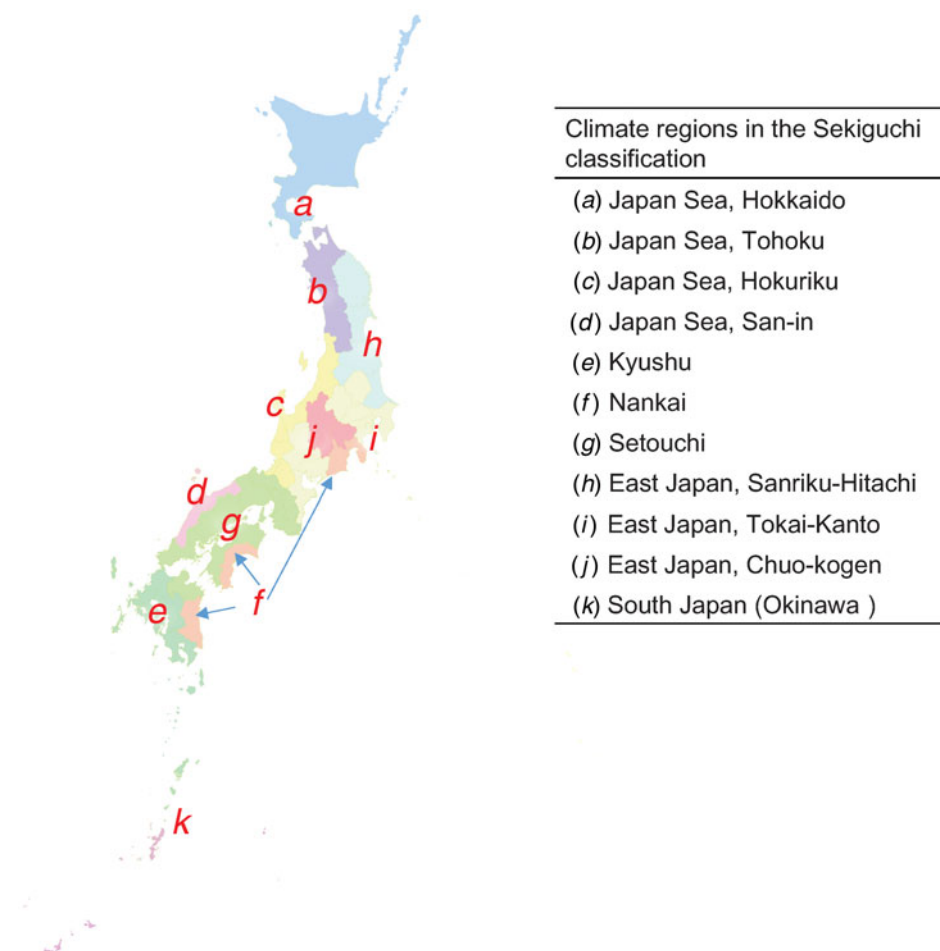 a
b
h
c
j
i
d
g
f
e
k
Climate regions in the Sekiguchi
classification
(a) Japan Sea, Hokkaido
(b) Japan Sea, Tohoku
(c) Japan Sea, Hokuriku
(d) Japan Sea, San-in
(e) Kyushu
(f) Nankai
(g) Setouchi
(h) East Japan, Sanriku-Hitachi
(i) East Japan, Tokai-Kanto
(j) East Japan, Chuo-kogen
(k) South Japan (Okinawa )